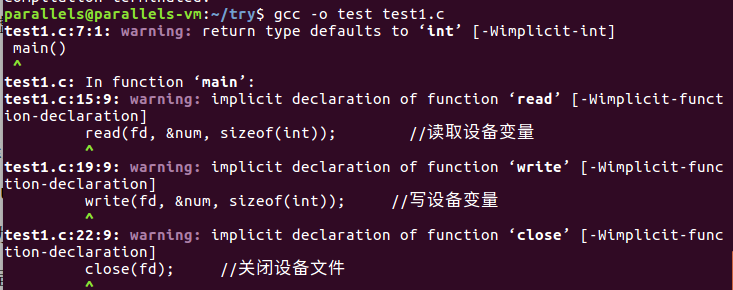 parallels@parallels-vm:~/try$ gcc -o test test1.c
test1.c:7:1: warning: return type defaults to ‘int’ [-Wimplicit-int]
 main()
 ^
test1.c: In function ‘main’:
test1.c:15:9: warning: implicit declaration of function ‘read’ [-Wimplicit-funct
ion-declaration]
         read(fd, &num, sizeof(int));        //读取设备变量
         ^
test1.c:19:9: warning: implicit declaration of function ‘write’ [-Wimplicit-func
tion-declaration]
         write(fd, &num, sizeof(int));     //写设备变量
         ^
test1.c:22:9: warning: implicit declaration of function ‘close’ [-Wimplicit-func
tion-declaration]
         close(fd);     //关闭设备文件
         ^